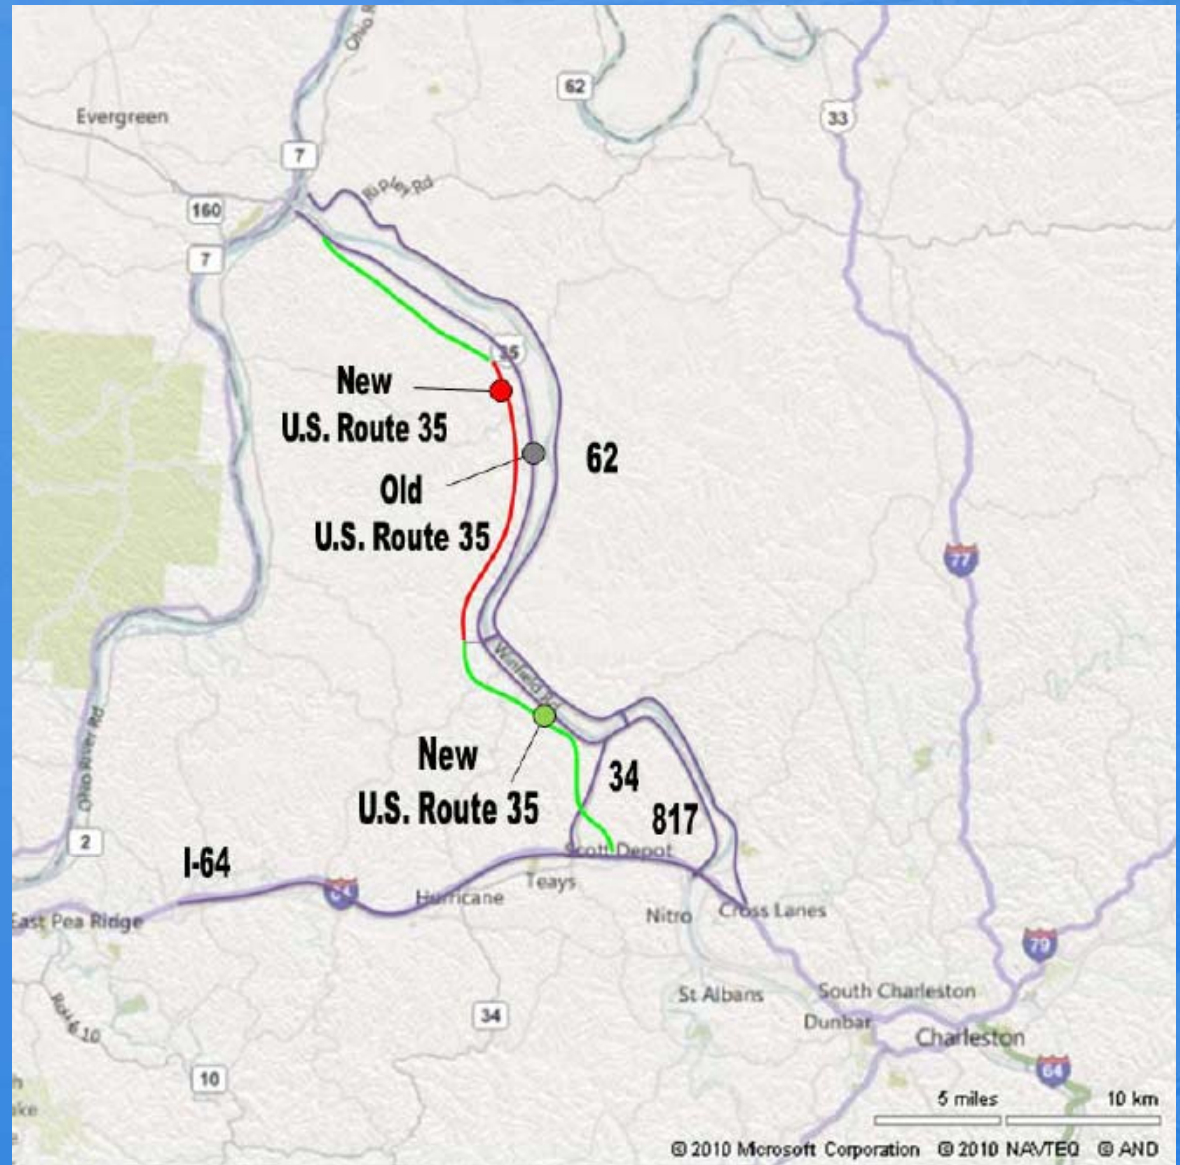 Ohio R
62
Evergreen
33
7
Ripley Rd
160
7
35
New
U.S. Route 35
62
Old
U.S. Route 35
77
Winfield Rd
New
U.S. Route 35
34
817
Ohio River Rd
2
Scott Depot
I-64
64
Teays
Hurricane
East Pea Ridge
Nitro
Cross Lanes
79
St Albans
South Charleston
34
Dunbar
Charleston
Route 10
10
64
5 miles
10 km
© 2010 Microsoft Corporation © 2010 NAVTEQ © AND